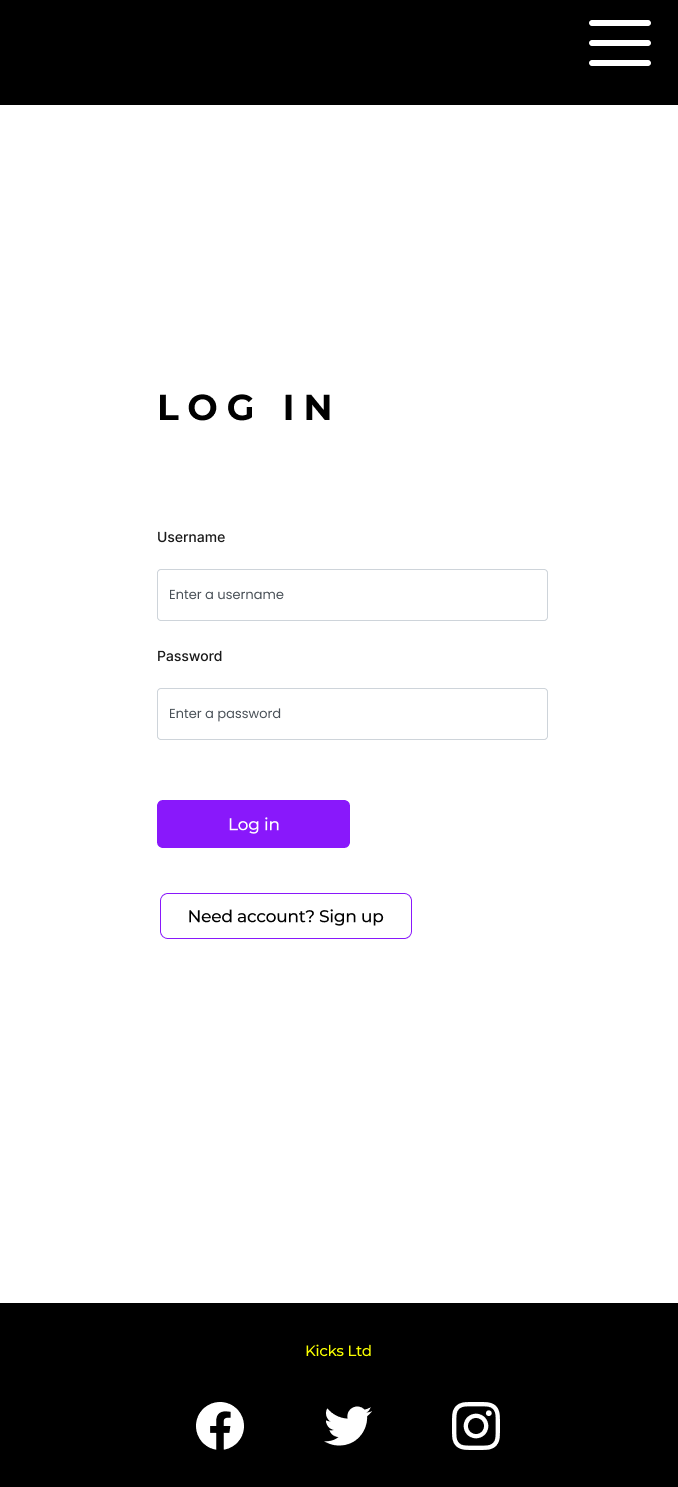 LOG IN
Username
Enter a username
Password
Enter a password
Log in
Need account? Sign up
Kicks Ltd